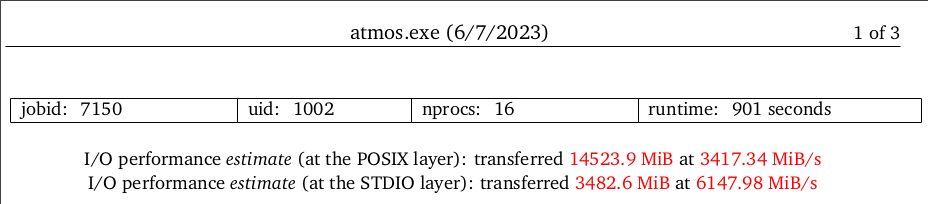 atmos.exe (6/7/2023) 1 of 3
jobid: 7150 uid: 1002 nprocs: 16 runtime: 901 seconds
I/O performance estimate (at the POSIX layer): transferred 14523.9 MiB at 3417.34 MiB/s
I/O performance estimate (at the STDIO layer): transferred 3482.6 MiB at 6147.98 MiB/s